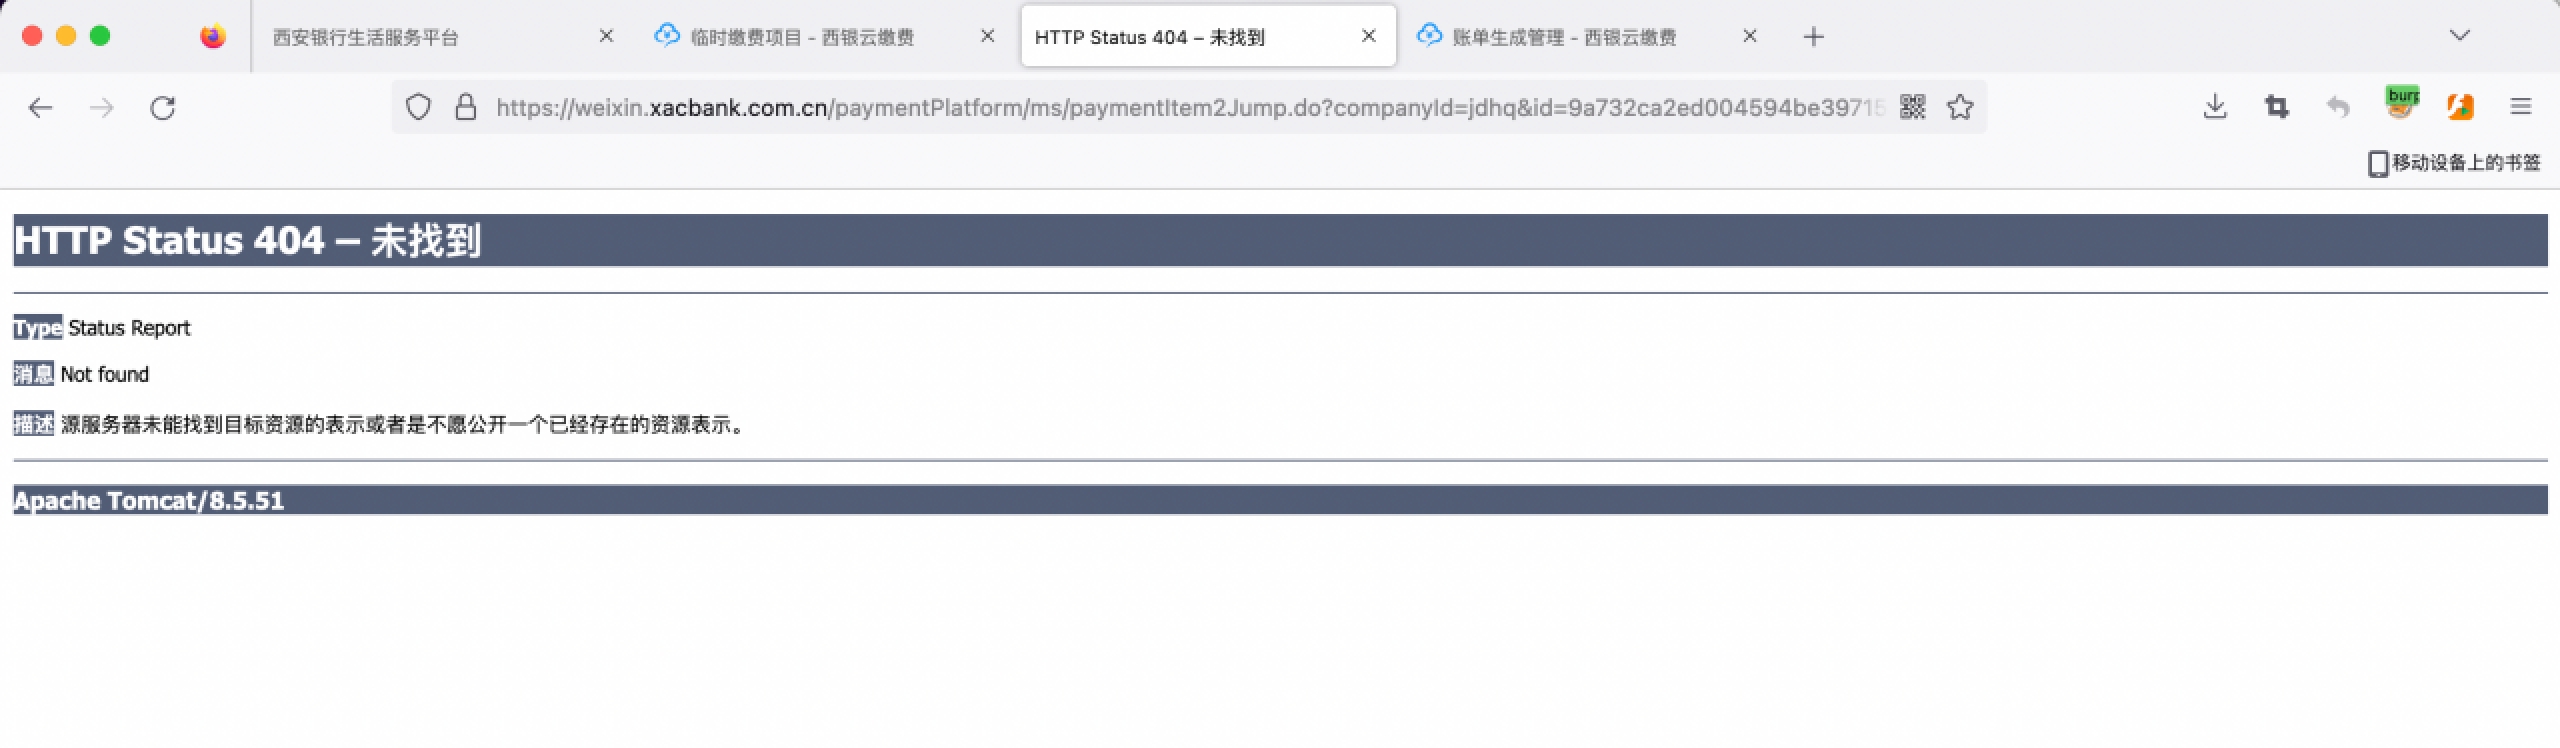 西安银行生活服务平台
临时缴费项目 - 西银云缴费
HTTP Status 404 – 未找到
账单生成管理 - 西银云缴费
https://weixin.xacbank.com.cn/paymentPlatform/ms/paymentItem2Jump.do?companyId=jdhq&id=9a732ca2ed004594be39715
burp
移动设备上的书签
HTTP Status 404 – 未找到
Type Status Report
消息 Not found
描述 源服务器未能找到目标资源的表示或者是不愿公开一个已经存在的资源表示。
Apache Tomcat/8.5.51